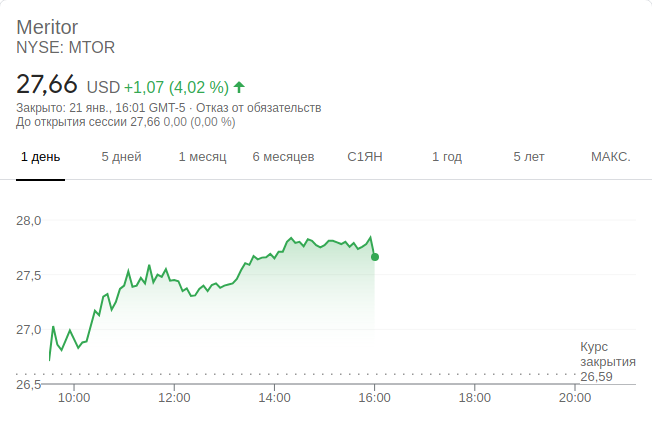 Meritor
NYSE: MTOR
27,66 USD +1,07 (4,02 %)
Закрыто: 21 янв., 16:01 GMT-5 · Отказ от обязательств
До открытия сессии 27,66 0,00 (0,00 %)
1 день 5 дней 1 месяц 6 месяцев С1ЯН 1 год 5 лет МАКС.
28,0
27,5
27,0
Курс
закрытия
26,59
26,5
10:00 12:00 14:00 16:00 18:00 20:00